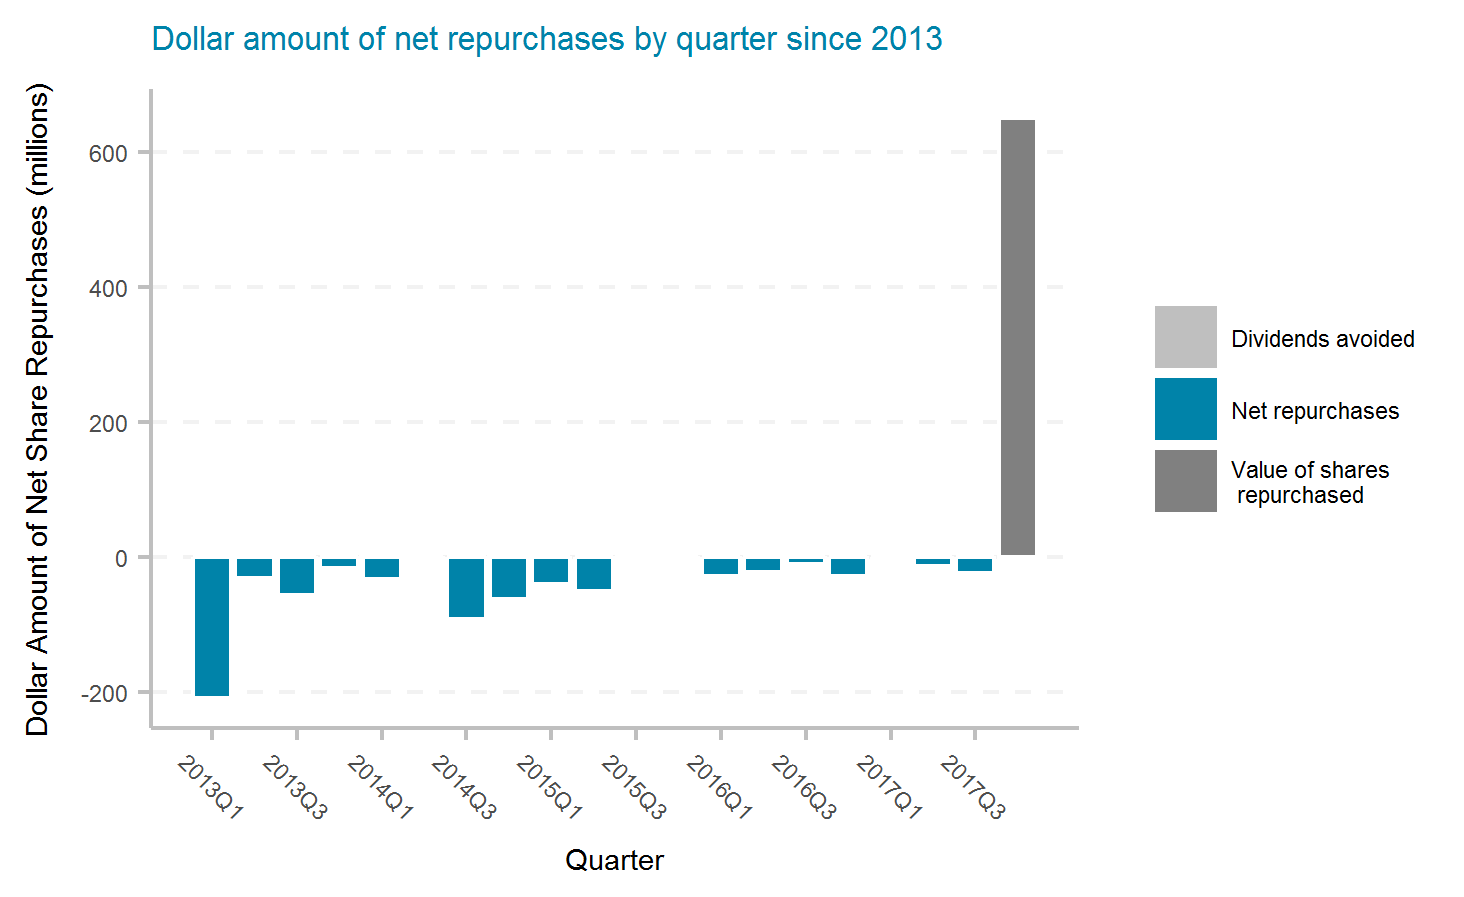 Dollar amount of net repurchases by quarter since 2013
Dollar Amount of Net Share Repurchases (millions)
600
400
200
0
-200
2013Q1
2013Q3
2014Q1
2014Q3
2015Q1
2015Q3
2016Q1
2016Q3
2017Q1
2017Q3
Quarter
Dividends avoided
Net repurchases
Value of shares
repurchased